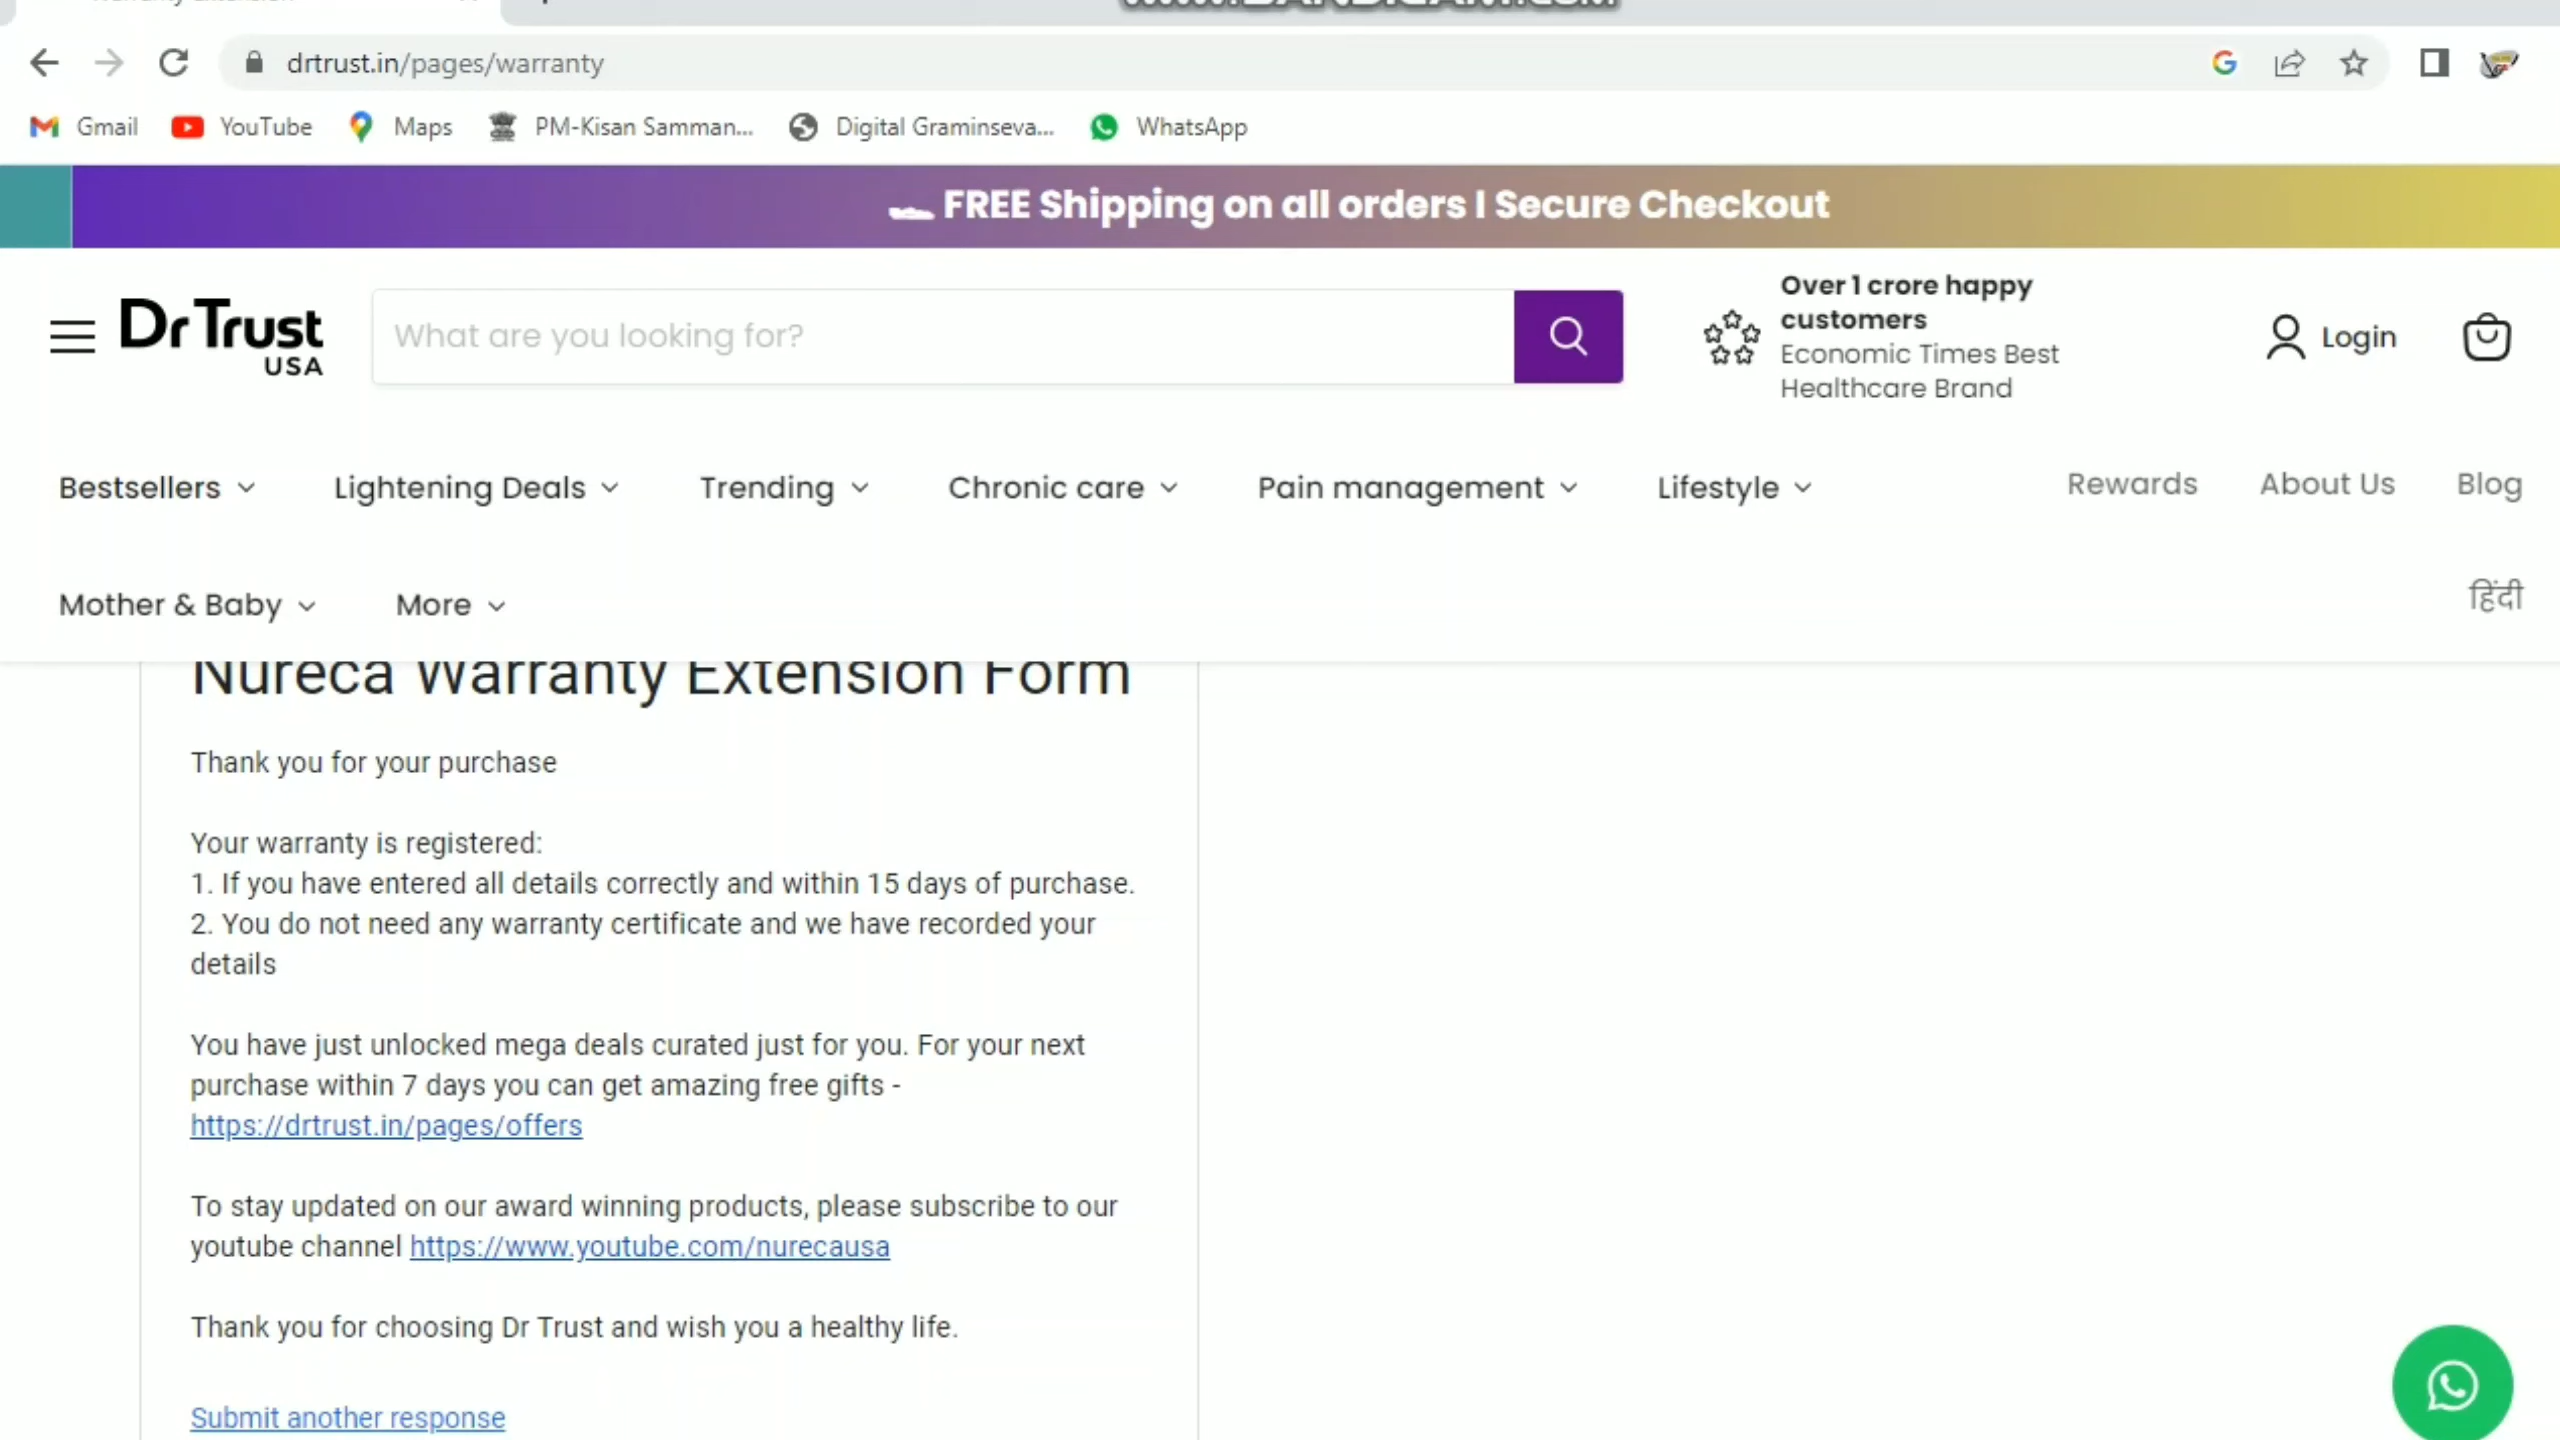 drtrust.in/pages/warranty
Gmail YouTube Maps PM-Kisan Samman... Digital Graminseva... WhatsApp
FREE Shipping on all orders I Secure Checkout
Dr Trust
USA
What are you looking for?
Over 1 crore happy
customers
Economic Times Best
Healthcare Brand
Login
Bestsellers Lightening Deals Trending Chronic care Pain management Lifestyle Rewards About Us Blog
Mother & Baby More हिंदी
Nureca Warranty Extension Form
Thank you for your purchase
Your warranty is registered:
1. If you have entered all details correctly and within 15 days of purchase.
2. You do not need any warranty certificate and we have recorded your
details
You have just unlocked mega deals curated just for you. For your next
purchase within 7 days you can get amazing free gifts -
https://drtrust.in/pages/offers
To stay updated on our award winning products, please subscribe to our
youtube channel https://www.youtube.com/nurecausa
Thank you for choosing Dr Trust and wish you a healthy life.
Submit another response